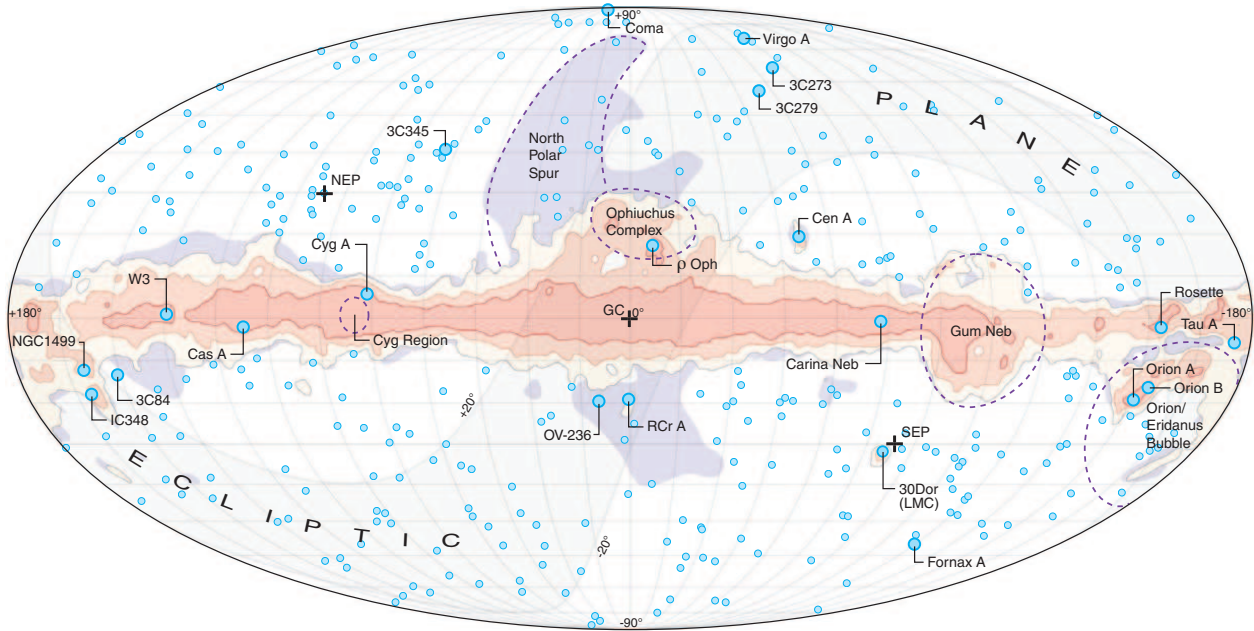 +90°
Coma
Virgo A
3C273
3C279
P L A N E
3C345
North
Polar
Spur
NEP
Ophiuchus
Complex
Cen A
Cyg A
ρ Oph
W3
Rosette
+180°
GC
0°
-180°
Tau A
Gum Neb
NGC1499
Cas A
Cyg Region
Carina Neb
Orion A
Orion B
3C84
IC348
+20°
OV-236
RCr A
Orion/
Eridanus
Bubble
SEP
E C L I P T I C
30Dor
(LMC)
-20°
Fornax A
-90°